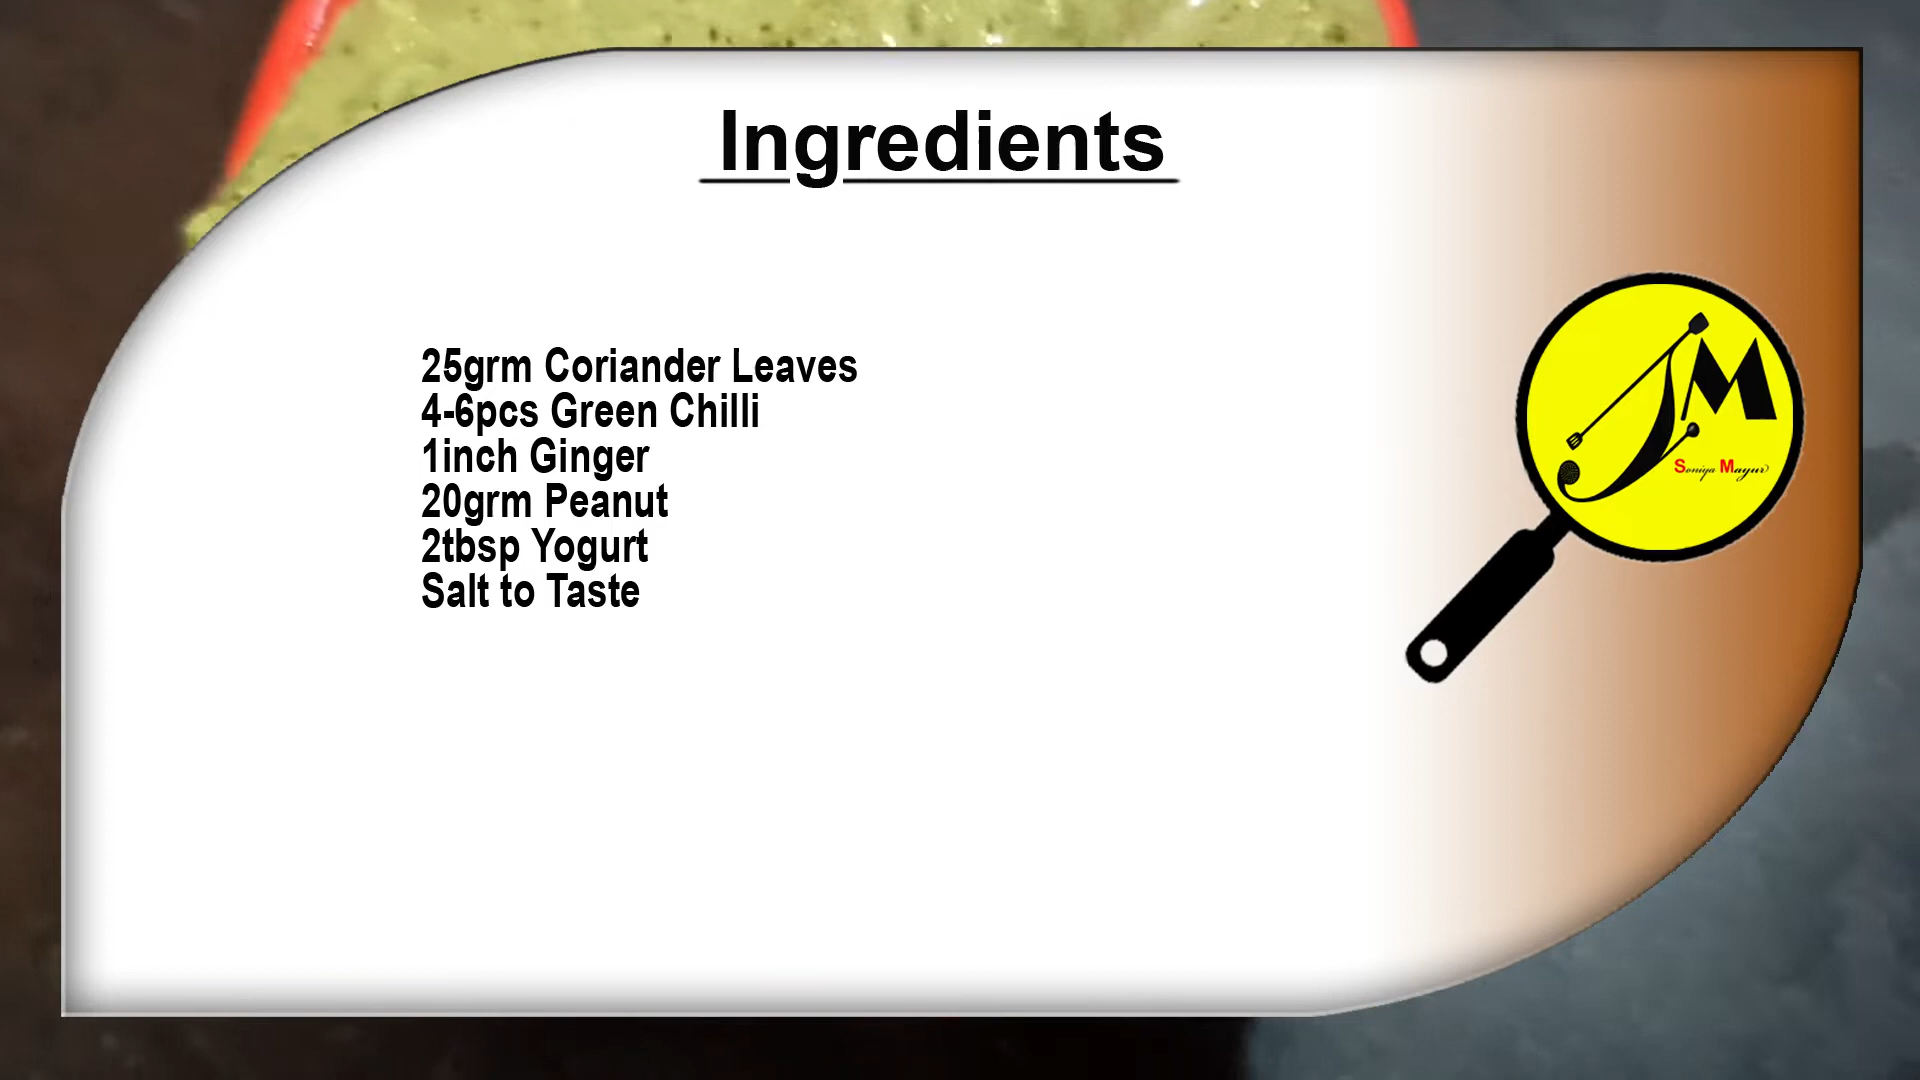 Ingredients
25grm Coriander Leaves
4-6pcs Green Chilli
1inch Ginger
20grm Peanut
2tbsp Yogurt
Salt to Taste
M
Soniya Mayur